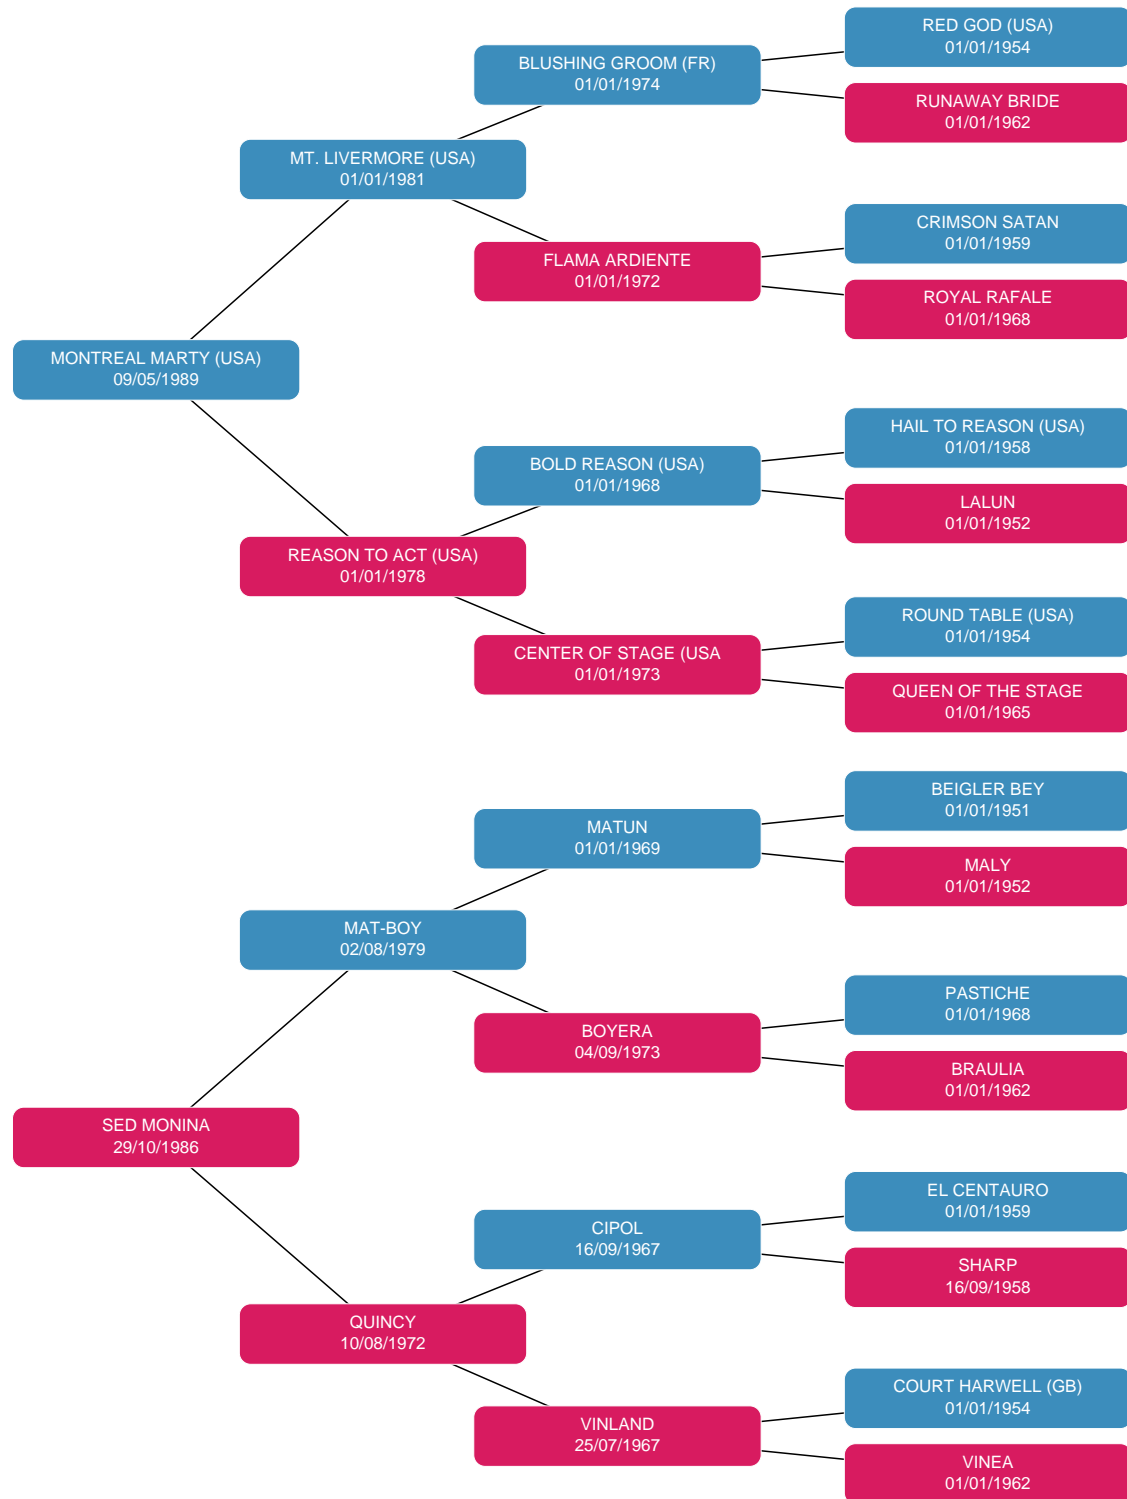 RED GOD (USA)
01/01/1954
BLUSHING GROOM (FR)
01/01/1974
RUNAWAY BRIDE
01/01/1962
MT. LIVERMORE (USA)
01/01/1981
CRIMSON SATAN
01/01/1959
FLAMA ARDIENTE
01/01/1972
ROYAL RAFALE
01/01/1968
MONTREAL MARTY (USA)
09/05/1989
HAIL TO REASON (USA)
01/01/1958
BOLD REASON (USA)
01/01/1968
LALUN
01/01/1952
REASON TO ACT (USA)
01/01/1978
ROUND TABLE (USA)
01/01/1954
CENTER OF STAGE (USA
01/01/1973
QUEEN OF THE STAGE
01/01/1965
BEIGLER BEY
01/01/1951
MATUN
01/01/1969
MALY
01/01/1952
MAT-BOY
02/08/1979
PASTICHE
01/01/1968
BOYERA
04/09/1973
BRAULIA
01/01/1962
SED MONINA
29/10/1986
EL CENTAURO
01/01/1959
CIPOL
16/09/1967
SHARP
16/09/1958
QUINCY
10/08/1972
COURT HARWELL (GB)
01/01/1954
VINLAND
25/07/1967
VINEA
01/01/1962